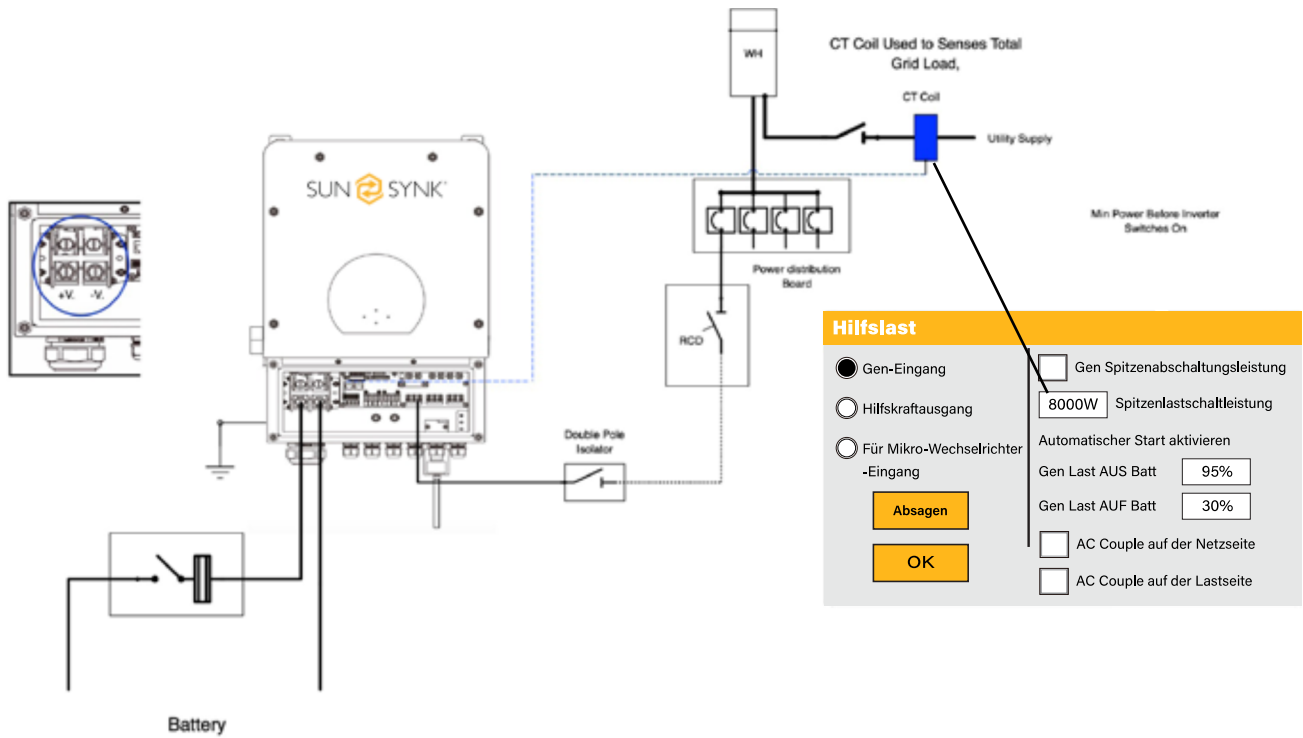 CT Coil Used to Senses Total
Grid Load,
WH
CT Coil
Utility Supply
SUN SYNK
Min Power Before Inverter
Switches On
Power distribution
Board
+V. -V.
RCD
Double Pole
Isolator
Battery
Hilfslast
Gen-Eingang
Hilfskraftausgang
Für Mikro-Wechselrichter
-Eingang
Absagen
OK
Gen Spitzenabschaltungsleistung
8000W Spitzenlastschaltleistung
Automatischer Start aktivieren
Gen Last AUS Batt 95%
Gen Last AUF Batt 30%
AC Couple auf der Netzseite
AC Couple auf der Lastseite